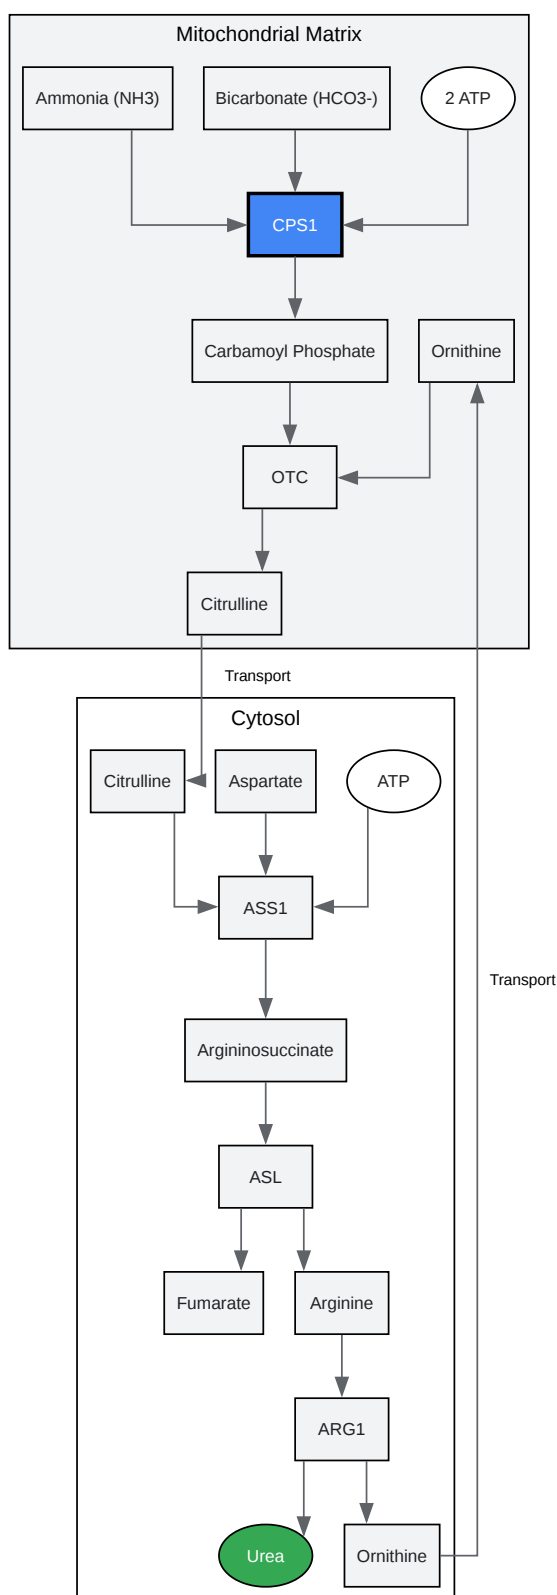 Mitochondrial Matrix
Ammonia (NH3)
Bicarbonate (HCO3-)
2 ATP
CPS1
Carbamoyl Phosphate
Ornithine
OTC
Citrulline
Transport
Cytosol
Citrulline
Aspartate
ATP
ASS1
Transport
Argininosuccinate
ASL
Fumarate
Arginine
ARG1
Urea
Ornithine